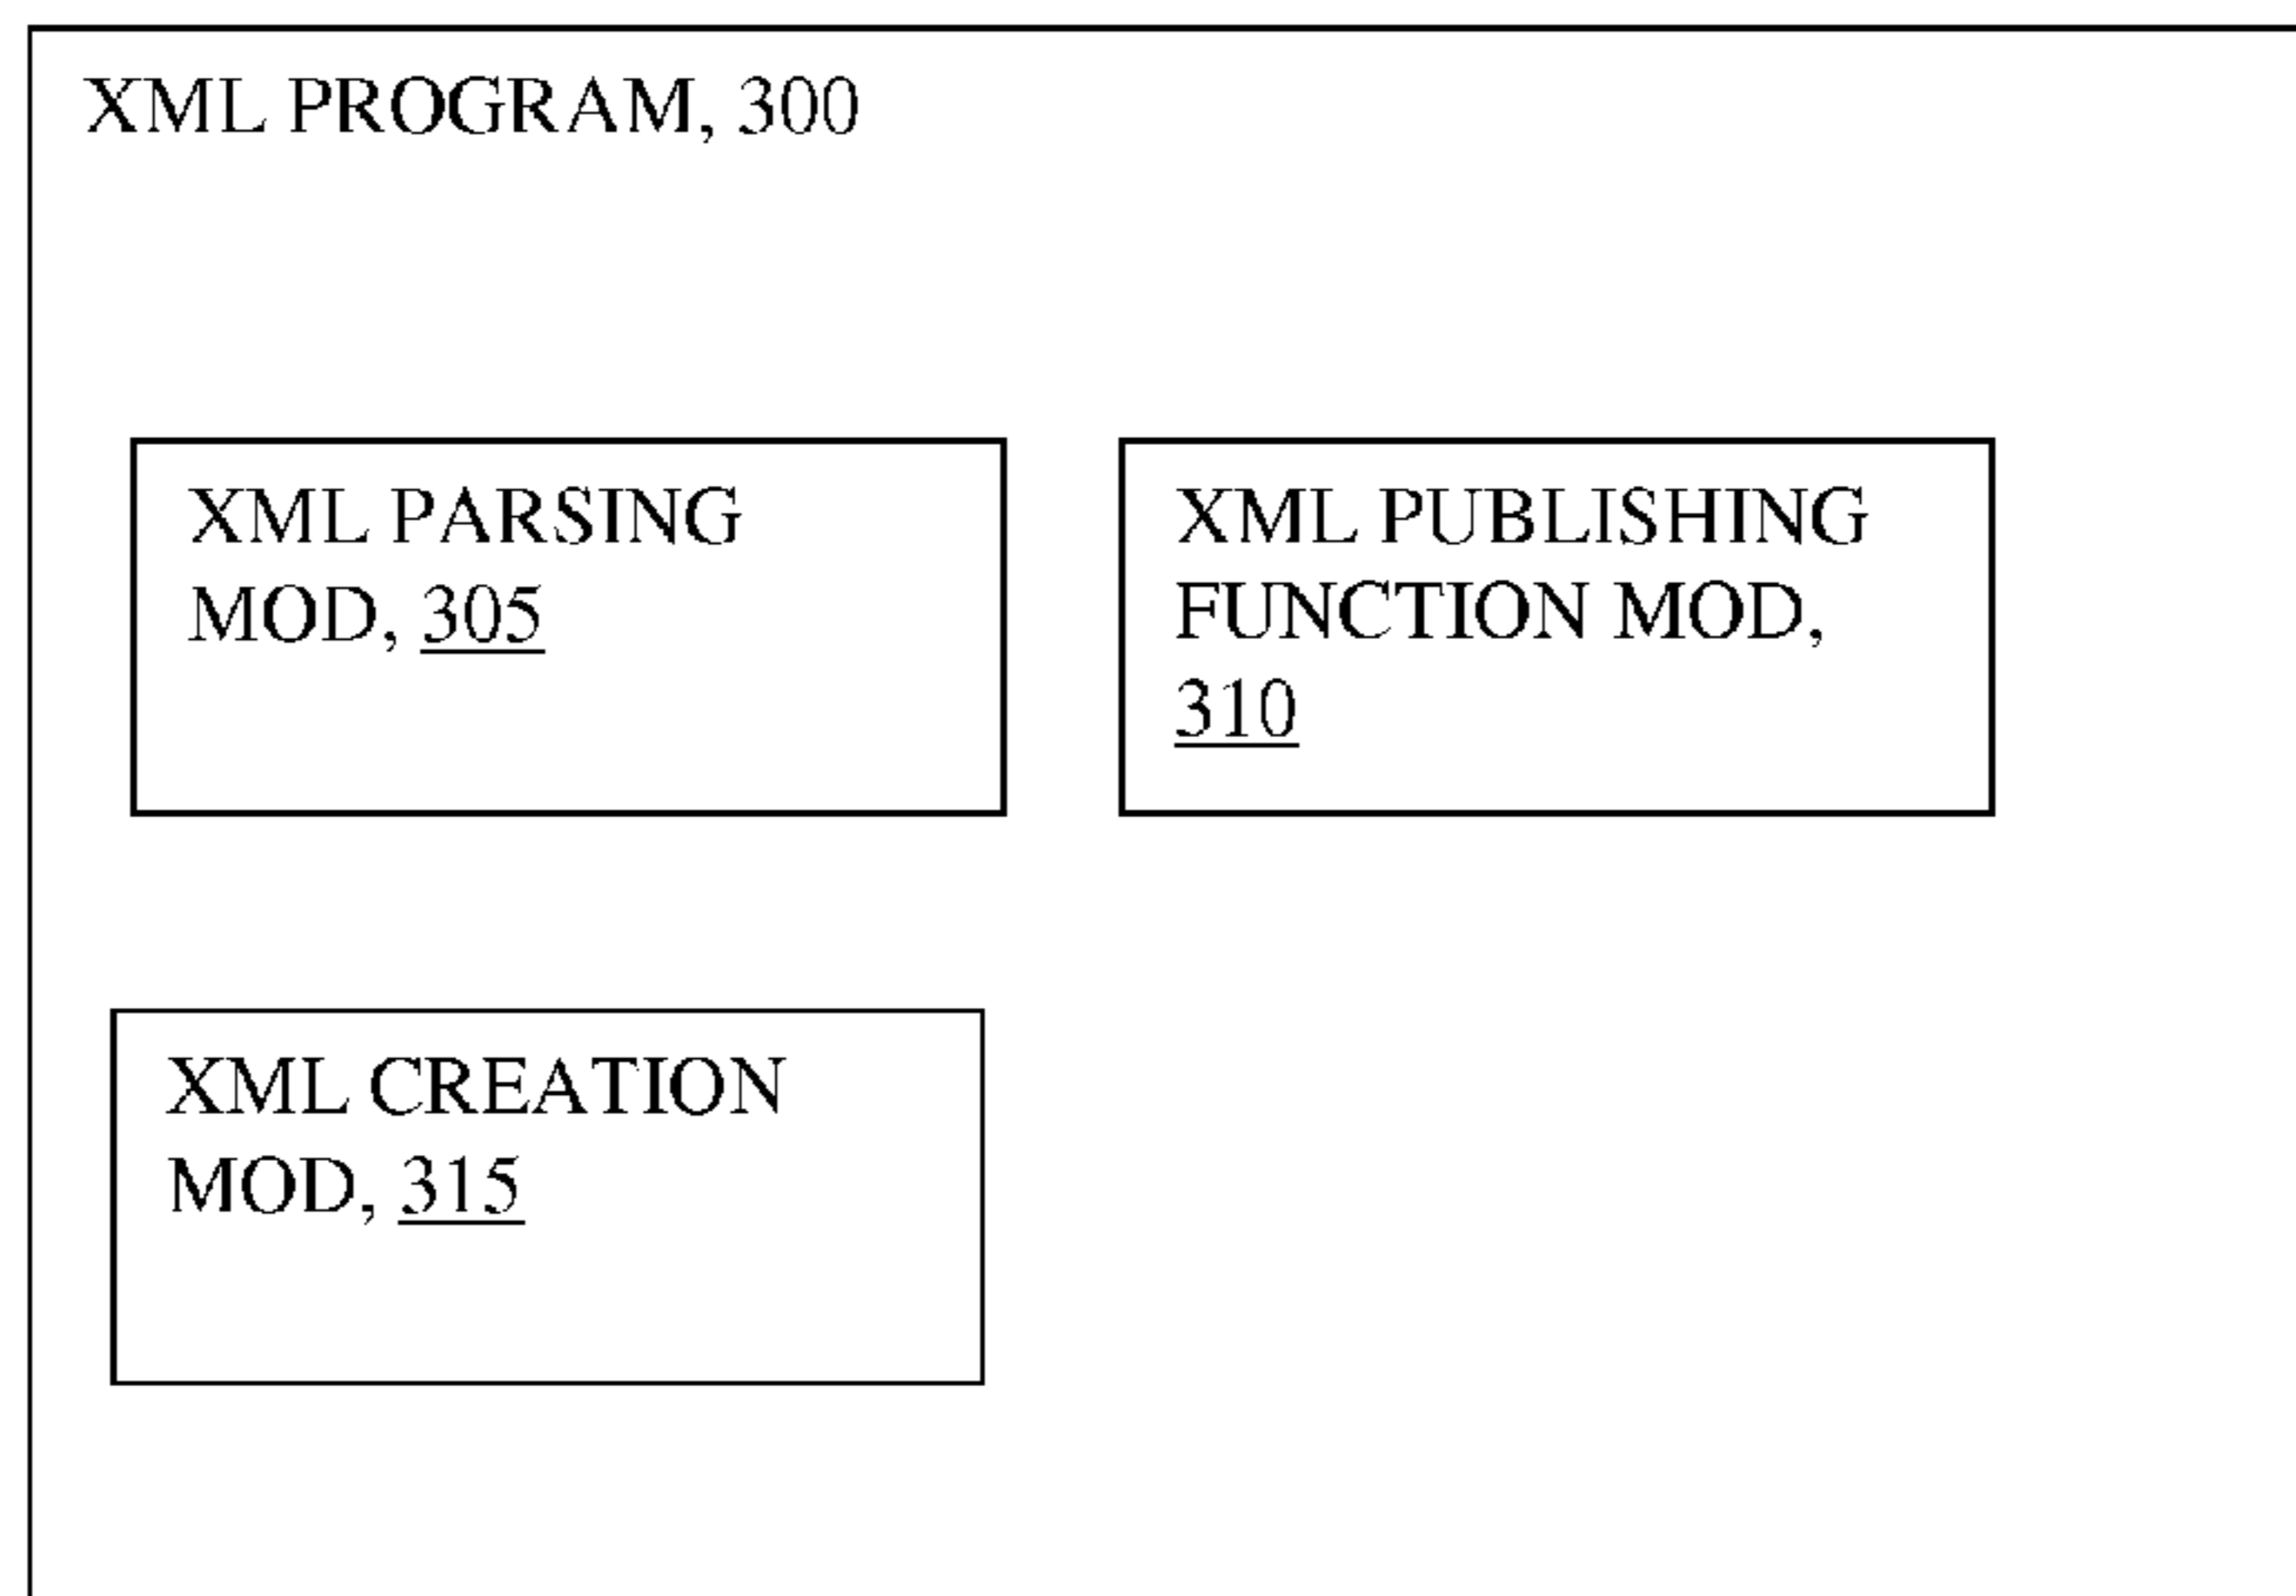 XML PROGRAM, 300
XML PARSING
MOD, 305
XML PUBLISHING
FUNCTION MOD,
310
XML CREATION
MOD, 315